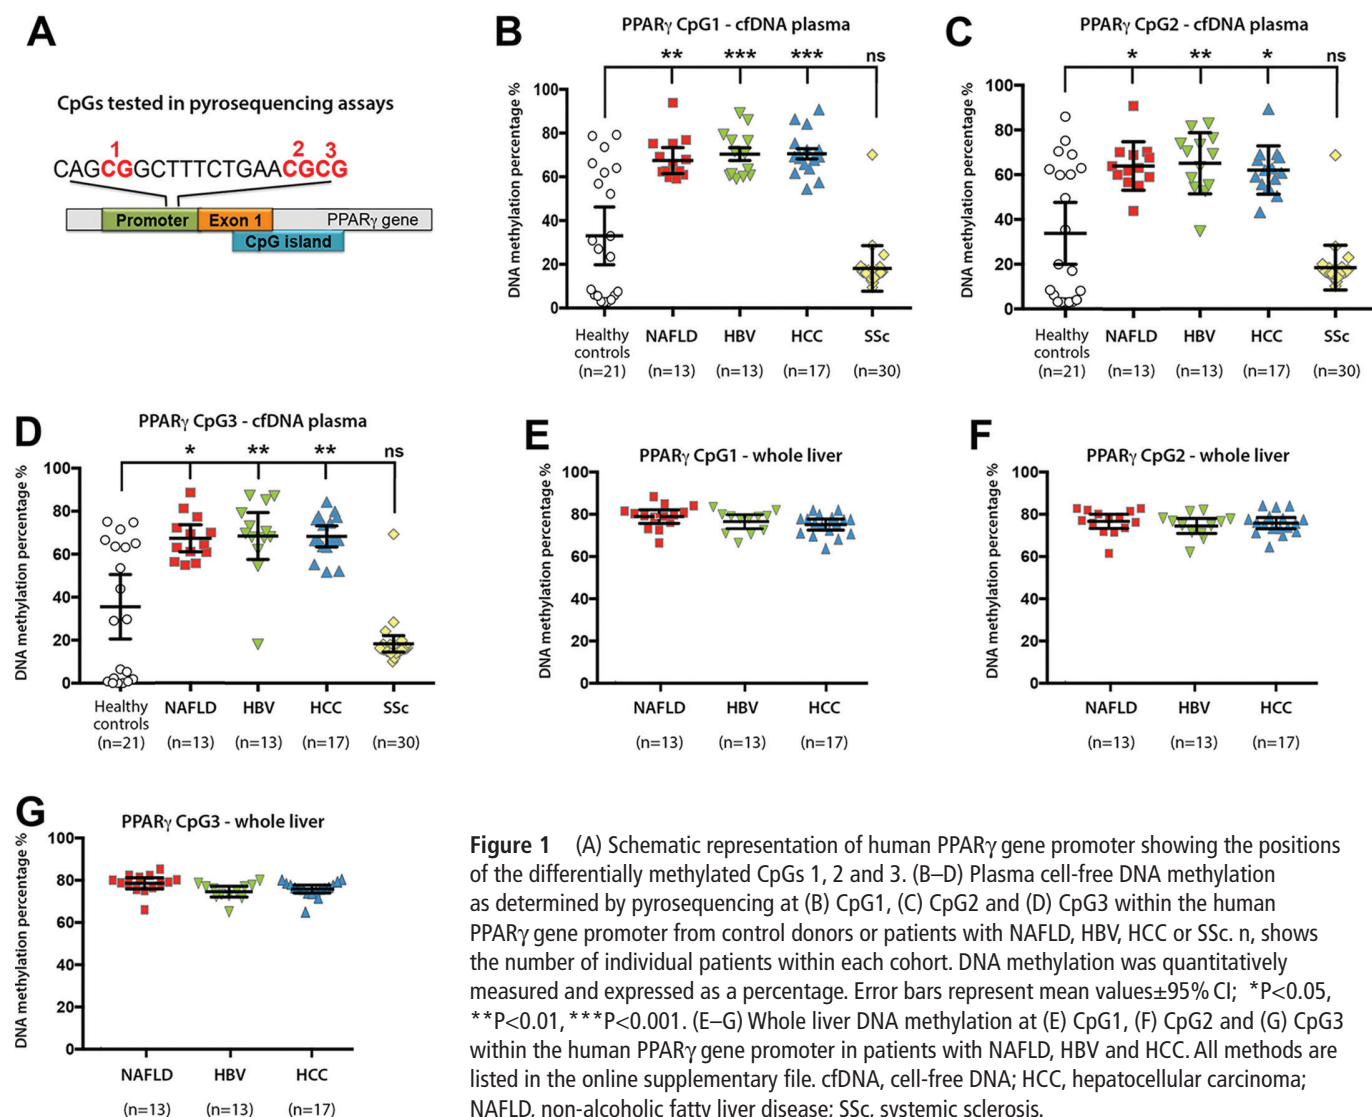 A
CpGs tested in pyrosequencing assays
1 2 3
CAGCGGCTTTCTGAACGCG
Promoter Exon 1 PPARγ gene
CpG island
B
PPARγ CpG1 - cfDNA plasma
** *** *** ns
DNA methylation percentage %
100
80
60
40
20
0
Healthy controls NAFLD HBV HCC SSc
(n=21) (n=13) (n=13) (n=17) (n=30)
C
PPARγ CpG2 - cfDNA plasma
* ** * ns
DNA methylation percentage %
100
80
60
40
20
0
Healthy controls NAFLD HBV HCC SSc
(n=21) (n=13) (n=13) (n=17) (n=30)
D
PPARγ CpG3 - cfDNA plasma
* ** ** ns
DNA methylation percentage %
100
80
60
40
20
0
Healthy controls NAFLD HBV HCC SSc
(n=21) (n=13) (n=13) (n=17) (n=30)
E
PPARγ CpG1 - whole liver
DNA methylation percentage %
100
80
60
40
20
0
NAFLD HBV HCC
(n=13) (n=13) (n=17)
F
PPARγ CpG2 - whole liver
DNA methylation percentage %
100
80
60
40
20
0
NAFLD HBV HCC
(n=13) (n=13) (n=17)
G
PPARγ CpG3 - whole liver
DNA methylation percentage %
100
80
60
40
20
0
NAFLD HBV HCC
(n=13) (n=13) (n=17)
Figure 1 (A) Schematic representation of human PPARγ gene promoter showing the positions
of the differentially methylated CpGs 1, 2 and 3. (B–D) Plasma cell-free DNA methylation
as determined by pyrosequencing at (B) CpG1, (C) CpG2 and (D) CpG3 within the human
PPARγ gene promoter from control donors or patients with NAFLD, HBV, HCC or SSc. n, shows
the number of individual patients within each cohort. DNA methylation was quantitatively
measured and expressed as a percentage. Error bars represent mean values±95% CI; *P<0.05,
**P<0.01, ***P<0.001. (E–G) Whole liver DNA methylation at (E) CpG1, (F) CpG2 and (G) CpG3
within the human PPARγ gene promoter in patients with NAFLD, HBV and HCC. All methods are
listed in the online supplementary file. cfDNA, cell-free DNA; HCC, hepatocellular carcinoma;
NAFLD, non-alcoholic fatty liver disease; SSc, systemic sclerosis.